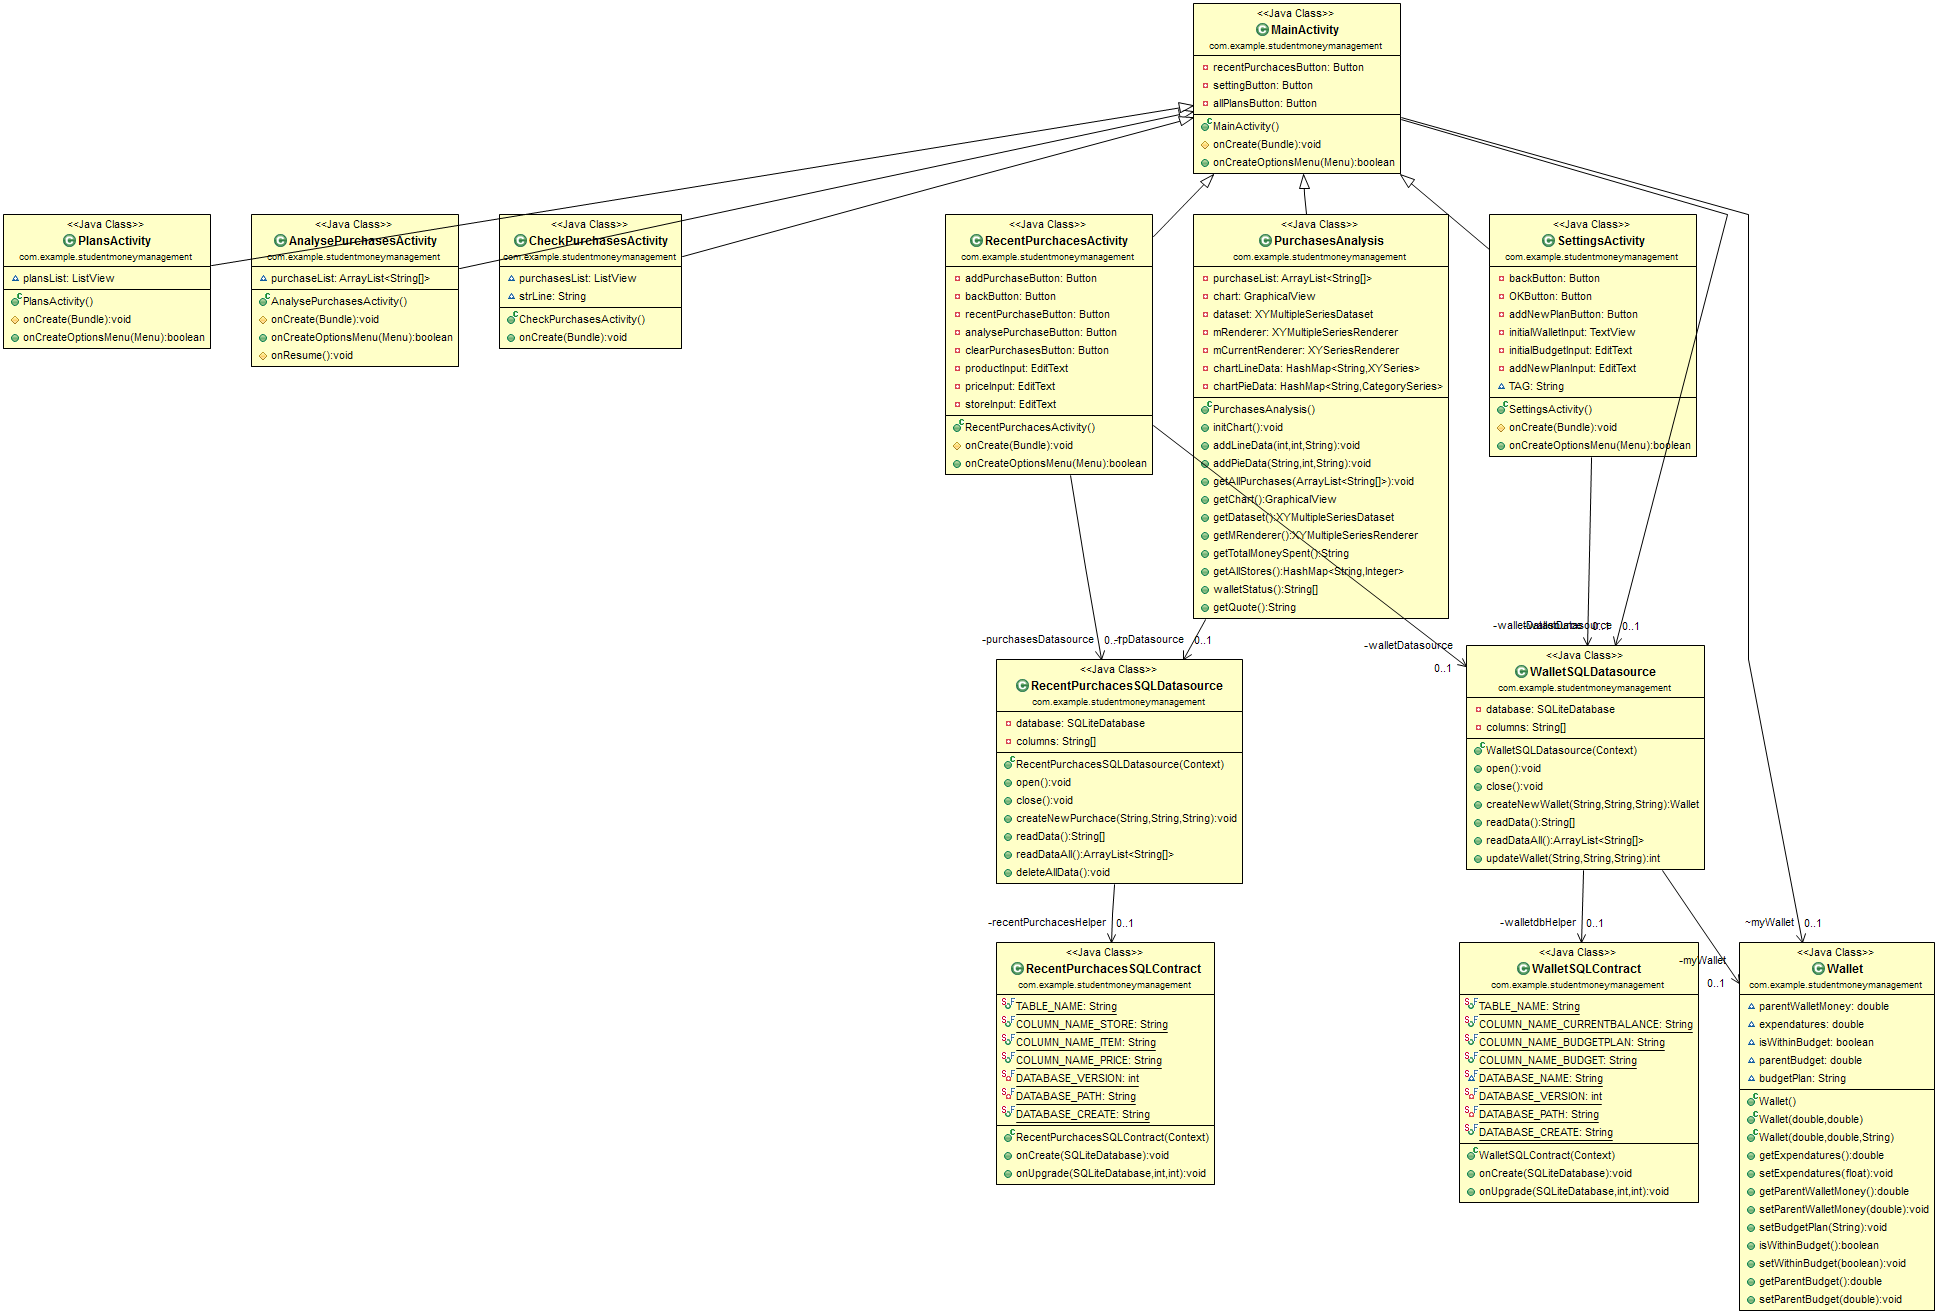 <<Java Class>>
MainActivity
com.example.studentmoneymanagement
recentPurchacesButton: Button
settingButton: Button
allPlansButton: Button
MainActivity()
onCreate(Bundle):void
onCreateOptionsMenu(Menu):boolean
<<Java Class>>
PlansActivity
com.example.studentmoneymanagement
plansList: ListView
PlansActivity()
onCreate(Bundle):void
onCreateOptionsMenu(Menu):boolean
<<Java Class>>
AnalysePurchasesActivity
com.example.studentmoneymanagement
purchaseList: ArrayList<String[]>
AnalysePurchasesActivity()
onCreate(Bundle):void
onCreateOptionsMenu(Menu):boolean
onResume():void
<<Java Class>>
CheckPurchasesActivity
com.example.studentmoneymanagement
purchasesList: ListView
strLine: String
CheckPurchasesActivity()
onCreate(Bundle):void
<<Java Class>>
RecentPurchacesActivity
com.example.studentmoneymanagement
addPurchaseButton: Button
backButton: Button
recentPurchaseButton: Button
analysePurchaseButton: Button
clearPurchasesButton: Button
productInput: EditText
priceInput: EditText
storeInput: EditText
RecentPurchacesActivity()
onCreate(Bundle):void
onCreateOptionsMenu(Menu):boolean
<<Java Class>>
PurchasesAnalysis
com.example.studentmoneymanagement
purchaseList: ArrayList<String[]>
chart: GraphicalView
dataset: XYMultipleSeriesDataset
mRenderer: XYMultipleSeriesRenderer
mCurrentRenderer: XYSeriesRenderer
chartLineData: HashMap<String,XYSeries>
chartPieData: HashMap<String,CategorySeries>
PurchasesAnalysis()
initChart():void
addLineData(int,int,String):void
addPieData(String,int,String):void
getAllPurchases(ArrayList<String[]>):void
getChart():GraphicalView
getDataset():XYMultipleSeriesDataset
getMRenderer():XYMultipleSeriesRenderer
getTotalMoneySpent():String
getAllStores():HashMap<String,Integer>
walletStatus():String[]
getQuote():String
<<Java Class>>
SettingsActivity
com.example.studentmoneymanagement
backButton: Button
OKButton: Button
addNewPlanButton: Button
initialWalletInput: TextView
initialBudgetInput: EditText
addNewPlanInput: EditText
TAG: String
SettingsActivity()
onCreate(Bundle):void
onCreateOptionsMenu(Menu):boolean
-purchasesDatasource
0..1
-rpDatasource
0..1
-walletDatasource
0..1
-walletDatasource
0..1
0..1
<<Java Class>>
RecentPurchacesSQLDatasource
com.example.studentmoneymanagement
database: SQLiteDatabase
columns: String[]
RecentPurchacesSQLDatasource(Context)
open():void
close():void
createNewPurchace(String,String,String):void
readData():String[]
readDataAll():ArrayList<String[]>
deleteAllData():void
<<Java Class>>
WalletSQLDatasource
com.example.studentmoneymanagement
database: SQLiteDatabase
columns: String[]
WalletSQLDatasource(Context)
open():void
close():void
createNewWallet(String,String,String):Wallet
readData():String[]
readDataAll():ArrayList<String[]>
updateWallet(String,String,String):int
-recentPurchacesHelper
0..1
-walletdbHelper
0..1
~myWallet
0..1
-myWallet
0..1
<<Java Class>>
RecentPurchacesSQLContract
com.example.studentmoneymanagement
TABLE_NAME: String
COLUMN_NAME_STORE: String
COLUMN_NAME_ITEM: String
COLUMN_NAME_PRICE: String
DATABASE_VERSION: int
DATABASE_PATH: String
DATABASE_CREATE: String
RecentPurchacesSQLContract(Context)
onCreate(SQLiteDatabase):void
onUpgrade(SQLiteDatabase,int,int):void
<<Java Class>>
WalletSQLContract
com.example.studentmoneymanagement
TABLE_NAME: String
COLUMN_NAME_CURRENTBALANCE: String
COLUMN_NAME_BUDGETPLAN: String
COLUMN_NAME_BUDGET: String
DATABASE_NAME: String
DATABASE_VERSION: int
DATABASE_PATH: String
DATABASE_CREATE: String
WalletSQLContract(Context)
onCreate(SQLiteDatabase):void
onUpgrade(SQLiteDatabase,int,int):void
<<Java Class>>
Wallet
com.example.studentmoneymanagement
parentWalletMoney: double
expendatures: double
isWithinBudget: boolean
parentBudget: double
budgetPlan: String
Wallet()
Wallet(double,double)
Wallet(double,double,String)
getExpendatures():double
setExpendatures(float):void
getParentWalletMoney():double
setParentWalletMoney(double):void
setBudgetPlan(String):void
isWithinBudget():boolean
setWithinBudget(boolean):void
getParentBudget():double
setParentBudget(double):void